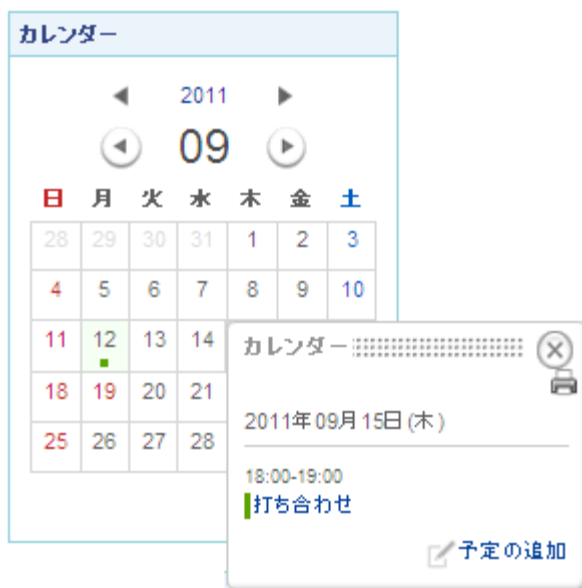 カレンダー
2011
09
日 月 火 水 木 金 土
28 29 30 31 1 2 3
4 5 6 7 8 9 10
11 12 13 14
18 19 20 21
25 26 27 28
カレンダー
2011年09月15日(木)
18:00-19:00
打ち合わせ
予定の追加